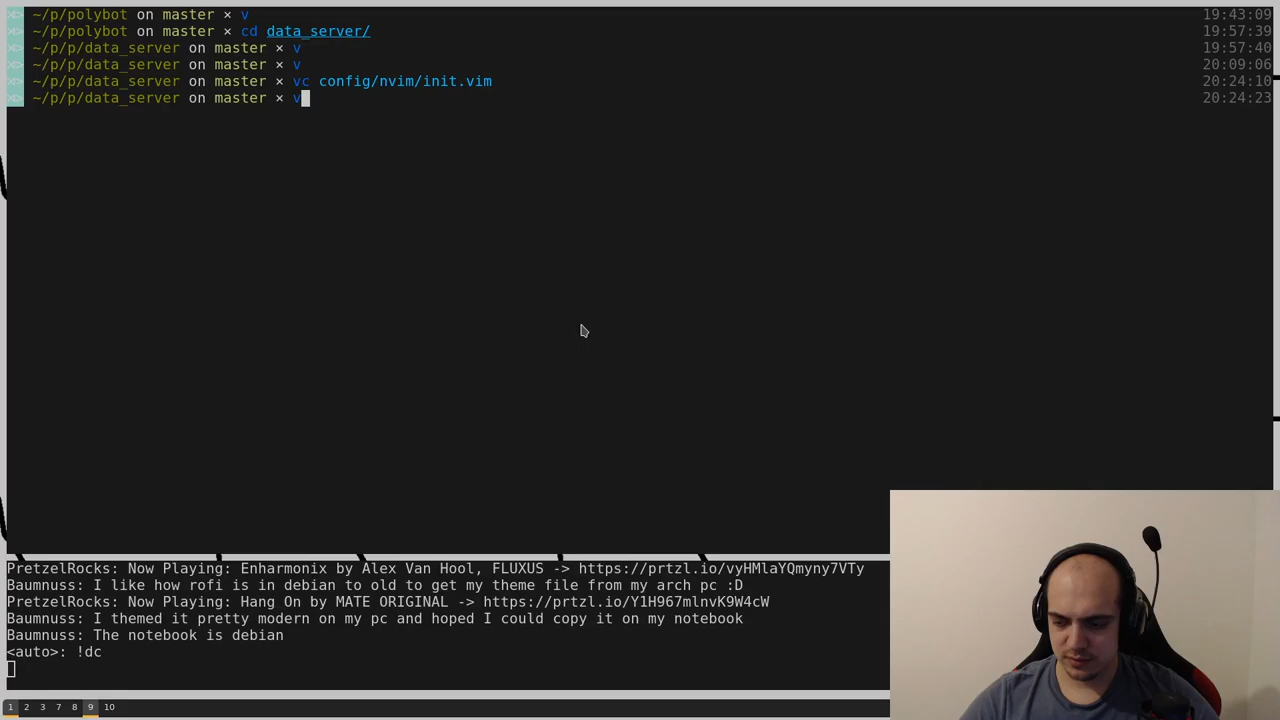 ~/p/polybot on master × v 19:43:09
~/p/polybot on master × cd data_server/ 19:57:39
~/p/p/data_server on master × v 19:57:40
~/p/p/data_server on master × v 20:09:06
~/p/p/data_server on master × vc config/nvim/init.vim 20:24:10
~/p/p/data_server on master × v 20:24:23
PretzelRocks: Now Playing: Enharmonix by Alex Van Hool, FLUXUS -> https://prtzl.io/vyHMlaYQmyny7VTy
Baumnuss: I like how rofi is in debian to old to get my theme file from my arch pc :D
PretzelRocks: Now Playing: Hang On by MATE ORIGINAL -> https://prtzl.io/Y1H967mlnvK9W4cW
Baumnuss: I themed it pretty modern on my pc and hoped I could copy it on my notebook
Baumnuss: The notebook is debian
<auto>: !dc
1 2 3 7 8 9 10